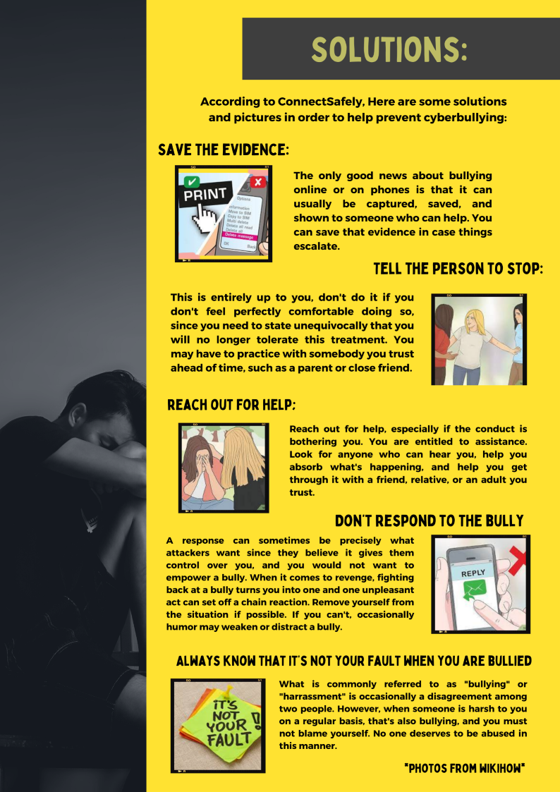 SOLUTIONS:
According to ConnectSafely, Here are some solutions
and pictures in order to help prevent cyberbullying:
SAVE THE EVIDENCE:
PRINT
The only good news about bullying
online or on phones is that it can
usually be captured, saved, and
shown to someone who can help. You
can save that evidence in case things
escalate.
TELL THE PERSON TO STOP:
This is entirely up to you, don't do it if you
don't feel perfectly comfortable doing so,
since you need to state unequivocally that you
will no longer tolerate this treatment. You
may have to practice with somebody you trust
ahead of time, such as a parent or close friend.
REACH OUT FOR HELP:
Reach out for help, especially if the conduct is
bothering you. You are entitled to assistance.
Look for anyone who can hear you, help you
absorb what's happening, and help you get
through it with a friend, relative, or an adult you
trust.
DON'T RESPOND TO THE BULLY
A response can sometimes be precisely what
attackers want since they believe it gives them
control over you, and you would not want to
empower a bully. When it comes to revenge, fighting
back at a bully turns you into one and one unpleasant
act can set off a chain reaction. Remove yourself from
the situation if possible. If you can't, occasionally
humor may weaken or distract a bully.
REPLY
ALWAYS KNOW THAT IT'S NOT YOUR FAULT WHEN YOU ARE BULLIED
IT'S
NOT
YOUR
FAULT
What is commonly referred to as "bullying" or
"harrassment" is occasionally a disagreement among
two people. However, when someone is harsh to you
on a regular basis, that's also bullying, and you must
not blame yourself. No one deserves to be abused in
this manner.
"PHOTOS FROM WIKIHOW"